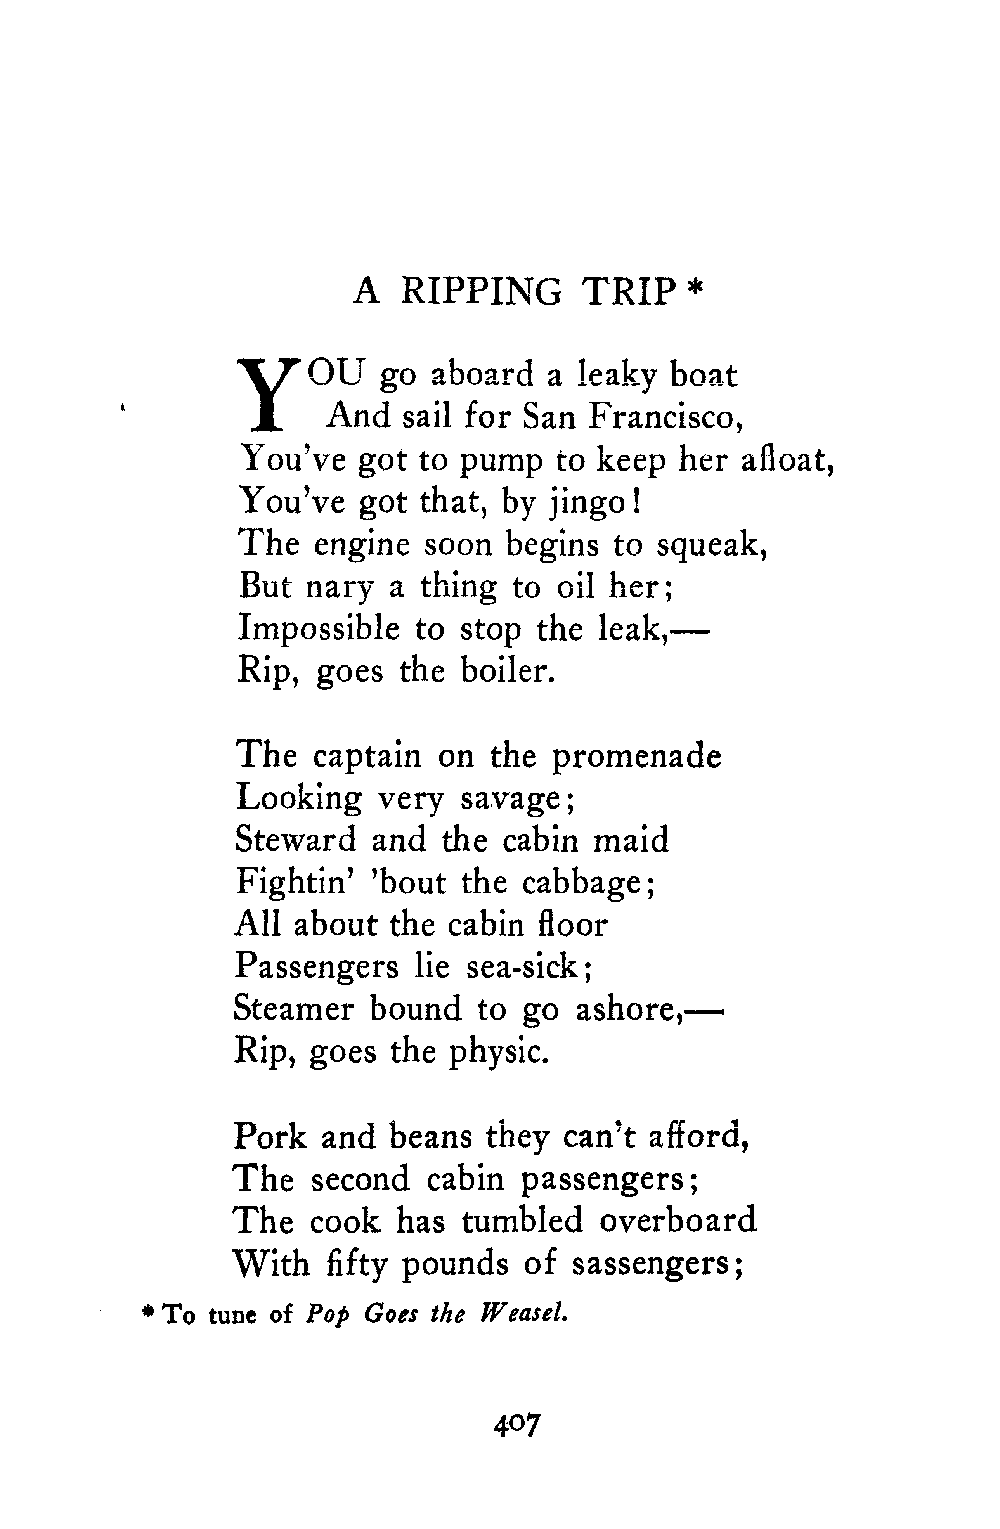 A RIPPING TRIP *
YOU go aboard a leaky boat
And sail for San Francisco,
You've got to pump to keep her afloat,
You've got that, by jingo!
The engine soon begins to squeak,
But nary a thing to oil her;
Impossible to stop the leak,—
Rip, goes the boiler.
The captain on the promenade
Looking very savage;
Steward and the cabin maid
Fightin' 'bout the cabbage;
All about the cabin floor
Passengers lie sea-sick;
Steamer bound to go ashore,—
Rip, goes the physic.
Pork and beans they can't afford,
The second cabin passengers;
The cook has tumbled overboard
With fifty pounds of sassengers;
* To tune of Pop Goes the Weasel.
407